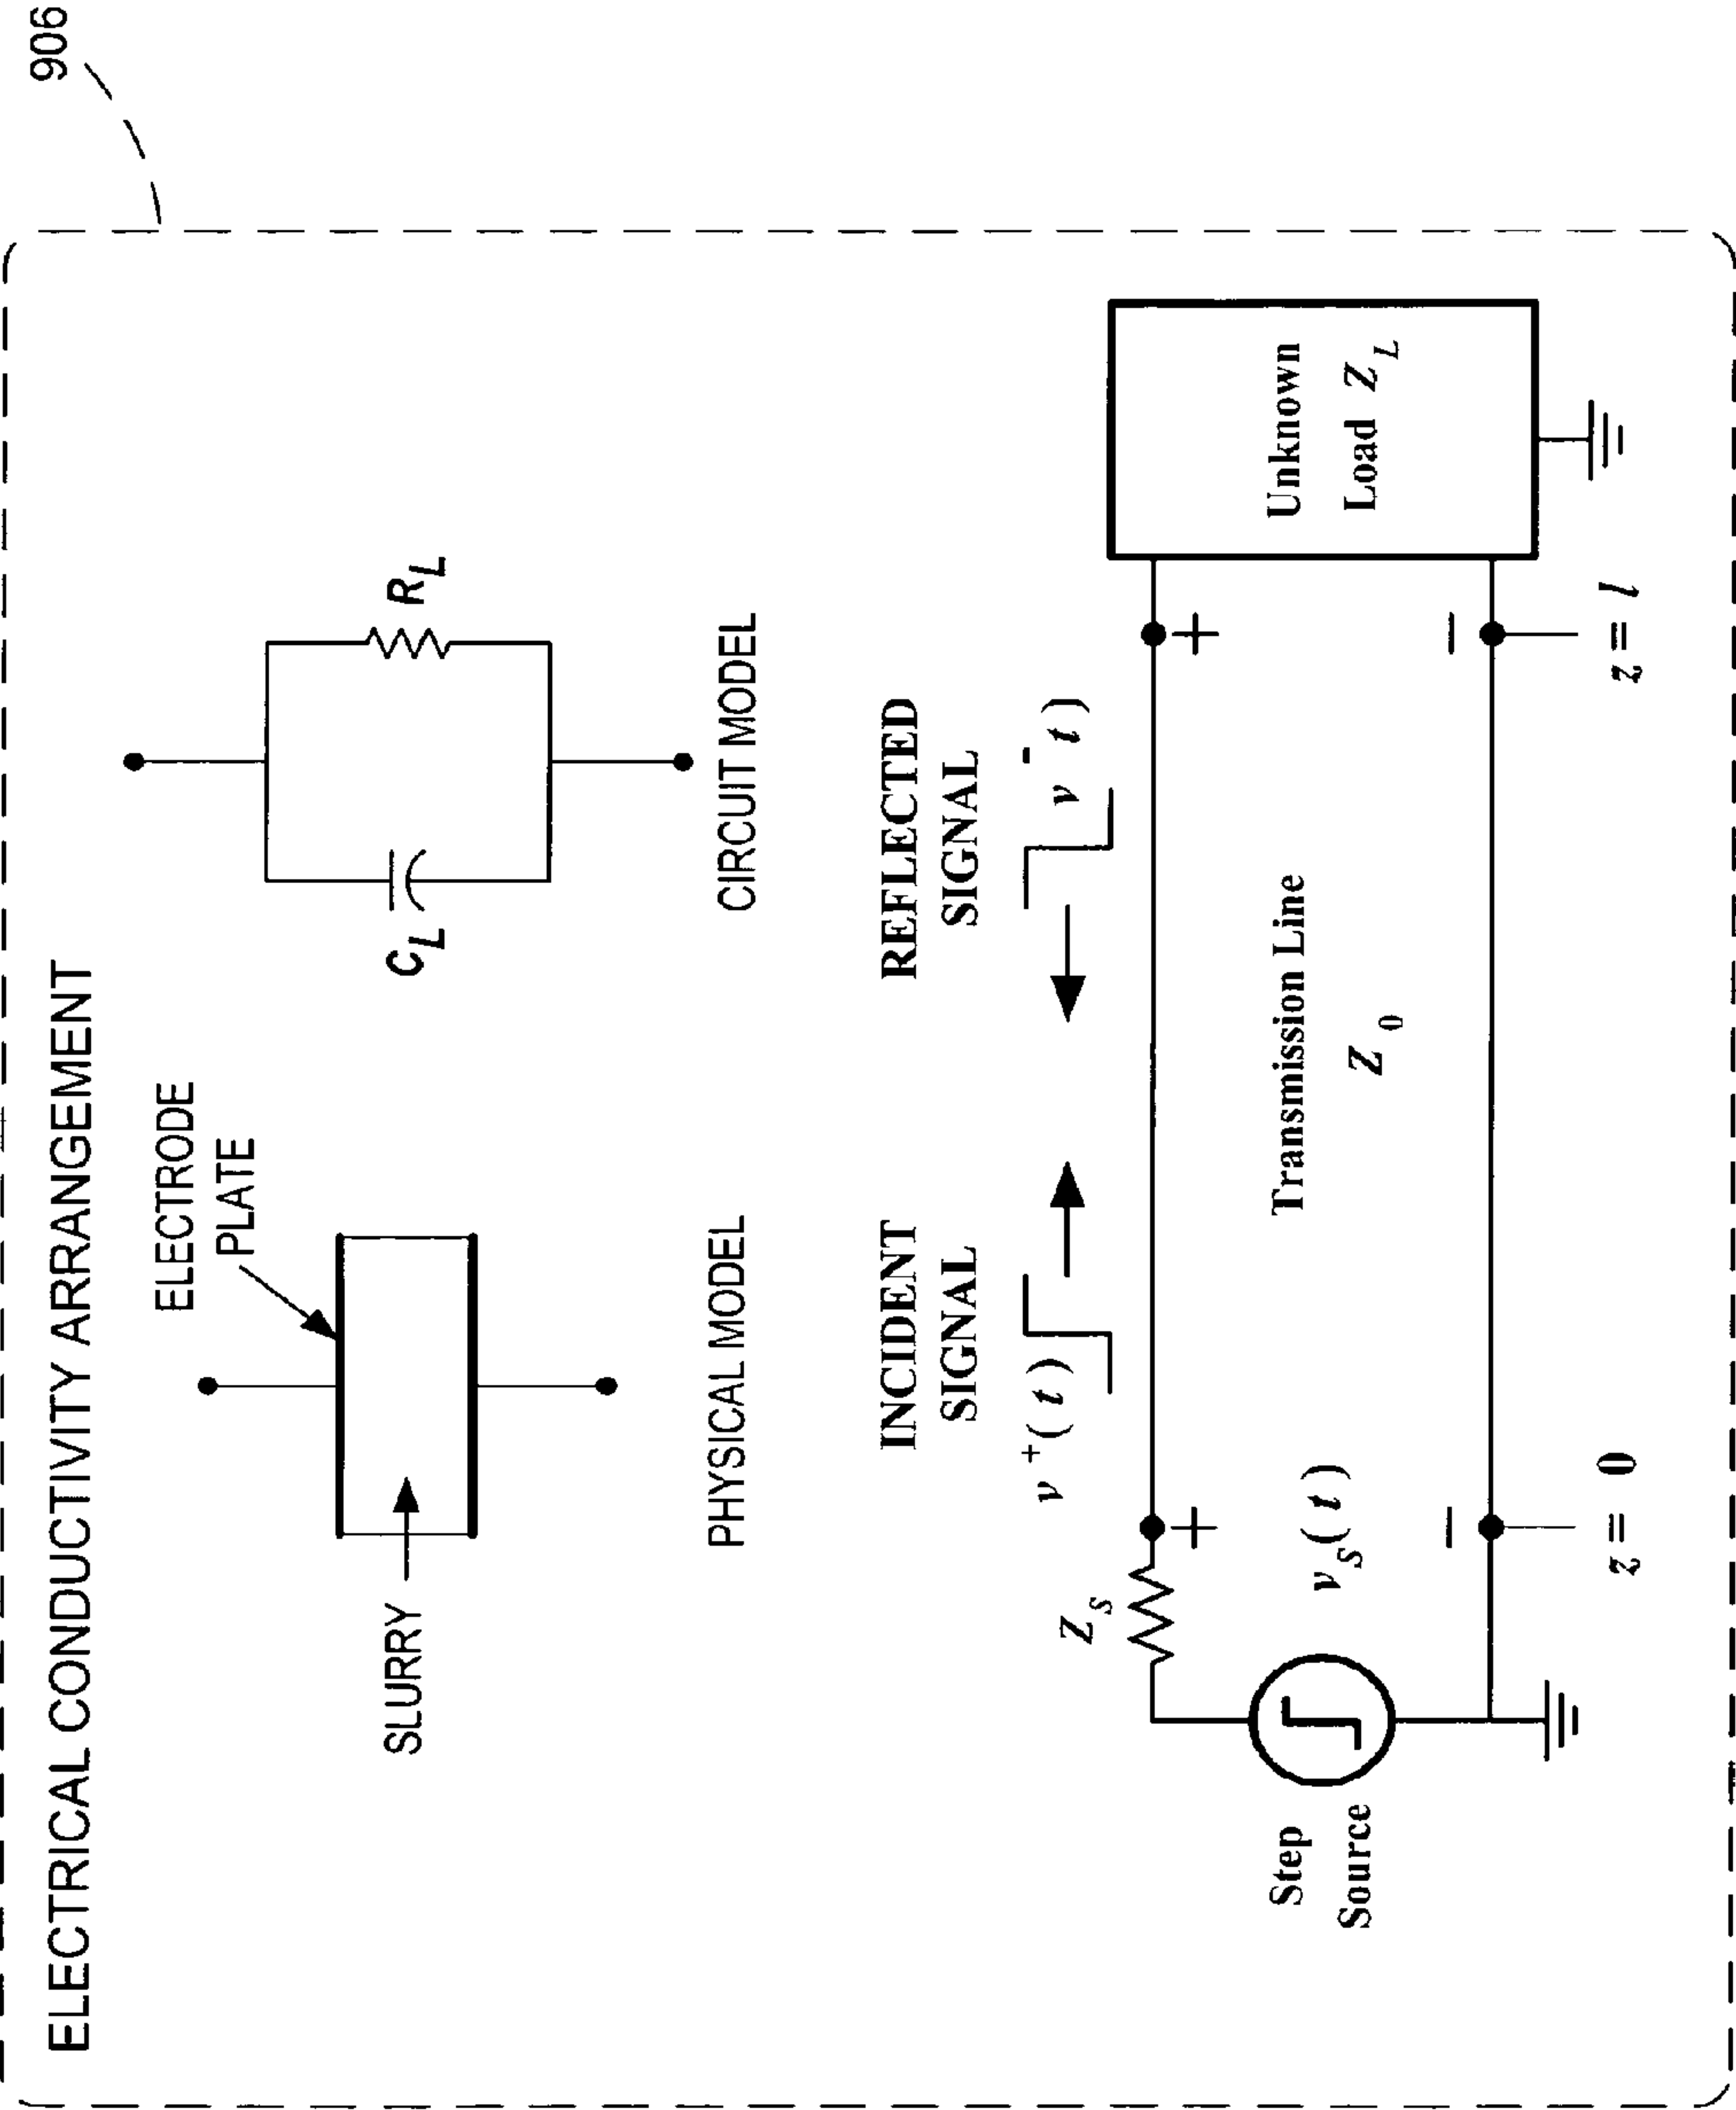 906
ELECTRICAL CONDUCTIVITY ARRANGEMENT
ELECTRODE
PLATE
SLURRY
PHYSICAL MODEL
C_L
R_L
CIRCUIT MODEL
INCIDENT
SIGNAL
v^+(t)
REFLECTED
SIGNAL
v^- t)
Z_s
+
+
Step
Source
v_S(t)
Transmission Line
Z_0
Unknown
Load Z_L
−
−
z = 0
z = l